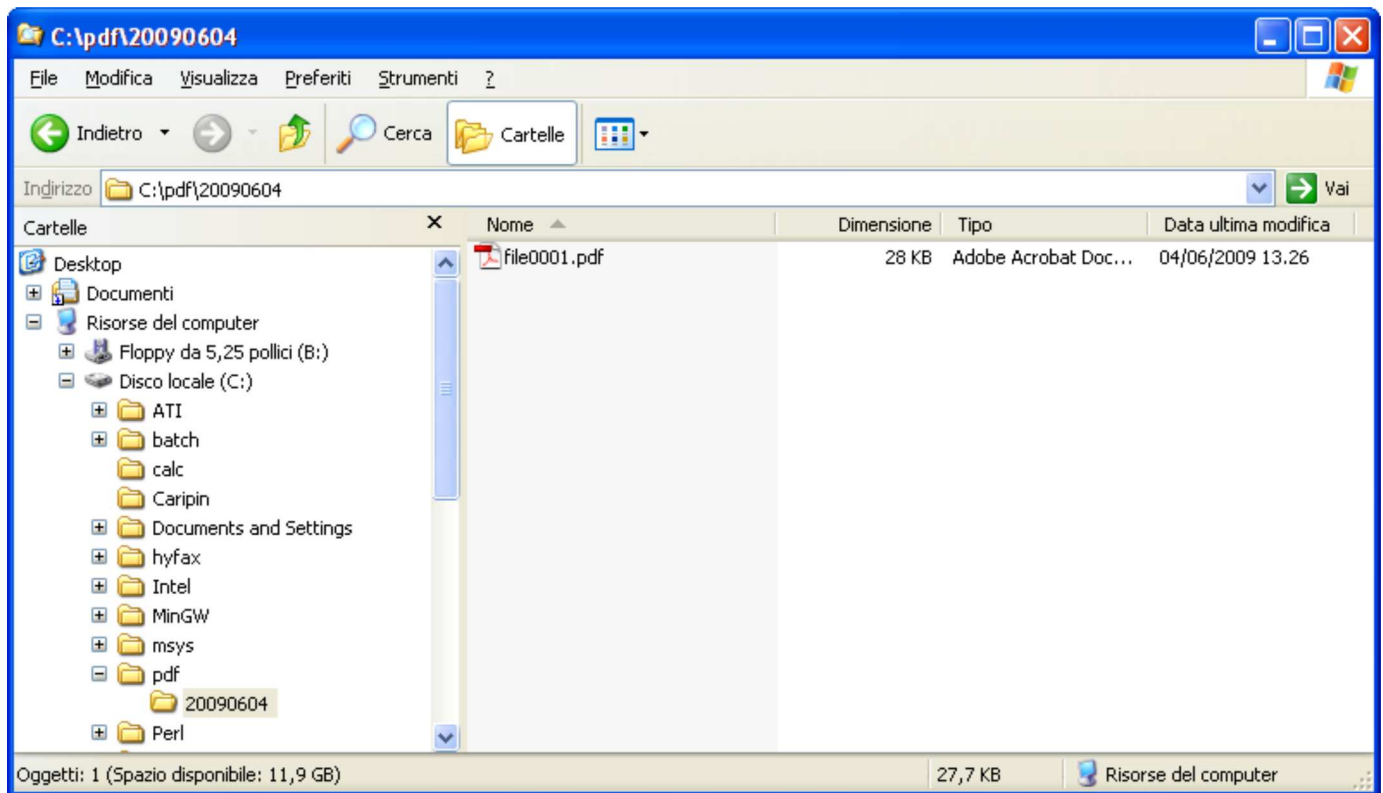 C:\pdf\20090604
File Modifica Visualizza Preferiti Strumenti ?
Indietro Cerca Cartelle
Indirizzo C:\pdf\20090604 Vai
Cartelle
Nome Dimensione Tipo Data ultima modifica
file0001.pdf 28 KB Adobe Acrobat Doc... 04/06/2009 13.26
Desktop
Documenti
Risorse del computer
Floppy da 5,25 pollici (B:)
Disco locale (C:)
ATI
batch
calc
Caripin
Documents and Settings
hyfax
Intel
MinGW
msys
pdf
20090604
Perl
Oggetti: 1 (Spazio disponibile: 11,9 GB) 27,7 KB Risorse del computer